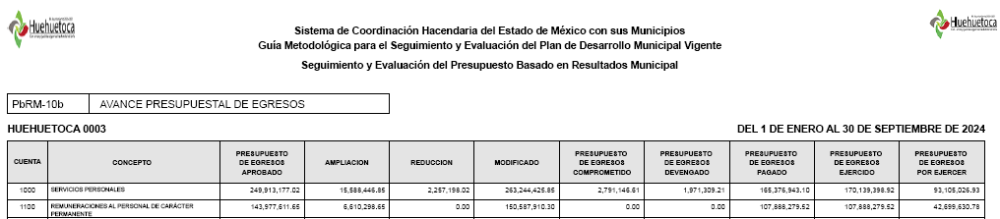 Huehuetoca
Huehuetoca
Sistema de Coordinación Hacendaria del Estado de México con sus Municipios
Guía Metodológica para el Seguimiento y Evaluación del Plan de Desarrollo Municipal Vigente
Seguimiento y Evaluación del Presupuesto Basado en Resultados Municipal
PbRM-10b AVANCE PRESUPUESTAL DE EGRESOS
HUEHUETOCA 0003 DEL 1 DE ENERO AL 30 DE SEPTIEMBRE DE 2024
CUENTA CONCEPTO PRESUPUESTO DE EGRESOS APROBADO AMPLIACION REDUCCION MODIFICADO PRESUPUESTO DE EGRESOS COMPROMETIDO PRESUPUESTO DE EGRESOS DEVENGADO PRESUPUESTO DE EGRESOS PAGADO PRESUPUESTO DE EGRESOS EJERCIDO PRESUPUESTO DE EGRESOS POR EJERCER
1000 SERVICIOS PERSONALES 249,913,177.02 15,588,446.85 2,257,198.02 263,244,425.85 2,791,146.61 1,971,309.21 165,376,943.10 170,139,398.92 93,105,026.93
1100 REMUNERACIONES AL PERSONAL DE CARÁCTER PERMANENTE 143,977,611.65 6,610,298.65 0.00 150,587,910.30 0.00 0.00 107,888,279.52 107,888,279.52 42,699,630.78